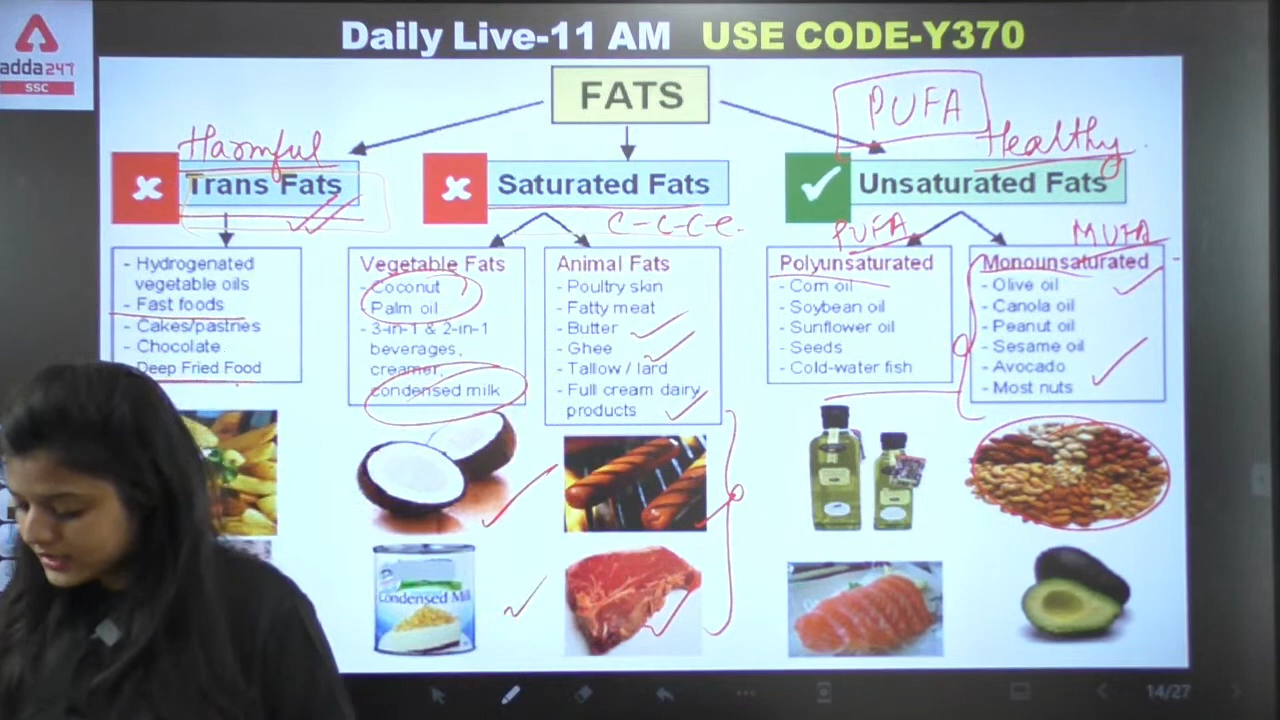 Daily Live-11 AM USE CODE-Y370
adda247
SSC
FATS
PUFA
Harmful
Healthy
Trans Fats
Saturated Fats
Unsaturated Fats
C-C-C-C-
PUFA
MUFA
- Hydrogenated
vegetable oils
- Fast foods
- Cakes/pastries
- Chocolate
- Deep Fried Food
Vegetable Fats
- Coconut
Palm oil
- 3-in-1 & 2-in-1
beverages,
creamer,
condensed milk
Animal Fats
- Poultry skin
- Fatty meat
- Butter
- Ghee
- Tallow / lard
- Full cream dairy
products
Polyunsaturated
- Corn oil
- Soybean oil
- Sunflower oil
- Seeds
- Cold-water fish
Monounsaturated
- Olive oil
- Canola oil
- Peanut oil
- Sesame oil
- Avocado
- Most nuts
Condensed Milk
14/27